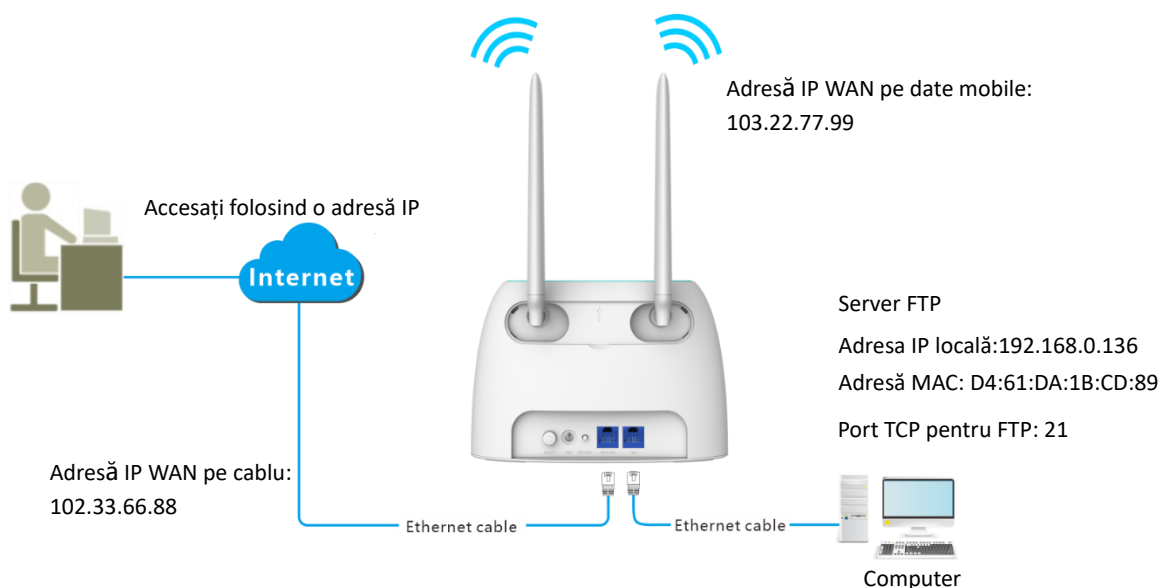 Adresă IP WAN pe date mobile:
103.22.77.99
Accesați folosind o adresă IP
Internet
Server FTP
Adresa IP locală:192.168.0.136
Adresă MAC: D4:61:DA:1B:CD:89
Port TCP pentru FTP: 21
Adresă IP WAN pe cablu:
102.33.66.88
Ethernet cable
Ethernet cable
Computer